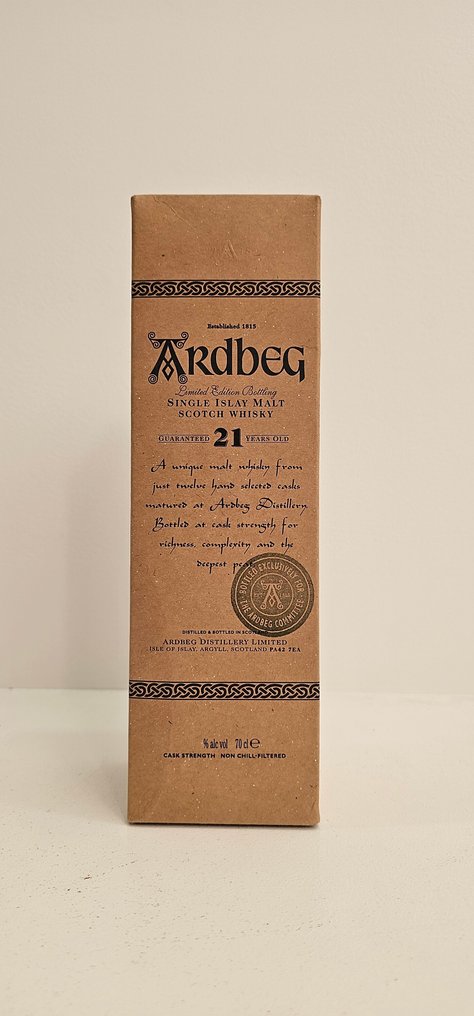 Established 1815
ARDBEG
Limited Edition Bottling
SINGLE ISLAY MALT
SCOTCH WHISKY
GUARANTEED 21 YEARS OLD
A unique malt whisky from
just twelve hand selected casks
matured at Ardbeg Distillery.
Bottled at cask strength for
richness, complexity and the
deepest
BOTTLED EXCLUSIVELY FOR
THE ARDBEG COMMITTEE
DISTILLED & BOTTLED IN
ARDBEG DISTILLERY LIMITED
ISLE OF ISLAY, ARGYLL, SCOTLAND PA42 7EA
% alc vol 70 cl ℮
CASK STRENGTH NON CHILL-FILTERED